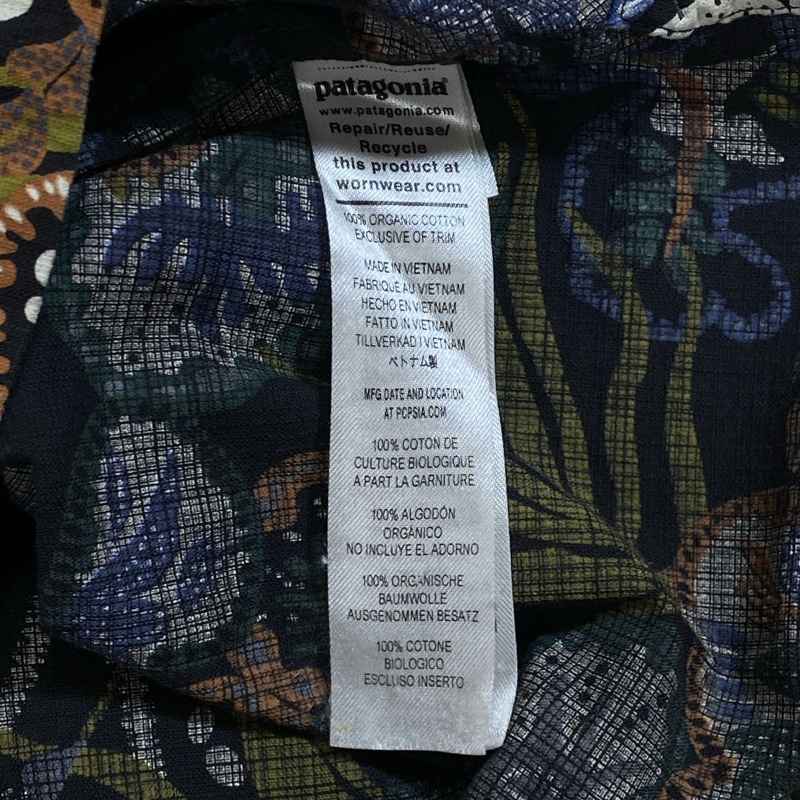 patagonia®
www.patagonia.com
Repair/Reuse/
Recycle
this product at
wornwear.com
100% ORGANIC COTTON
EXCLUSIVE OF TRIM
MADE IN VIETNAM
FABRIQUÉ AU VIETNAM
HECHO EN VIETNAM
FATTO IN VIETNAM
TILLVERKAD I VIETNAM
ベトナム製
MFG DATE AND LOCATION
AT PCPSIA.COM
100% COTON DE
CULTURE BIOLOGIQUE
A PART LA GARNITURE
100% ALGODÓN
ORGÁNICO
NO INCLUYE EL ADORNO
100% ORGANISCHE
BAUMWOLLE
AUSGENOMMEN BESATZ
100% COTONE
BIOLOGICO
ESCLUSO INSERTO